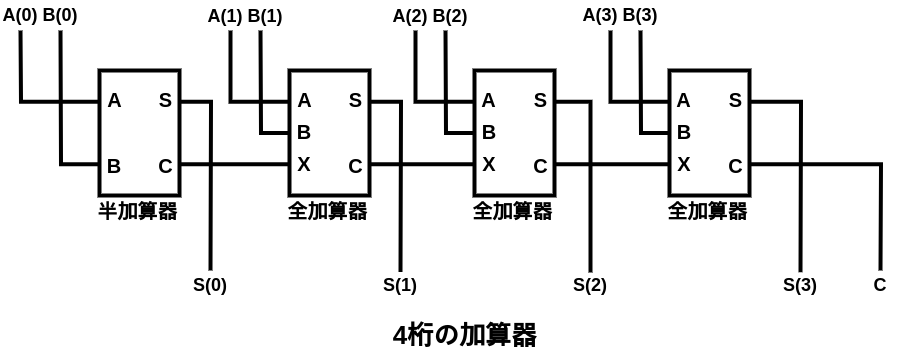 A(0) B(0) A(1) B(1) A(2) B(2) A(3) B(3)
A S A S A S A S
B B B
B C X C X C X C
半加算器 全加算器 全加算器 全加算器
S(0) S(1) S(2) S(3) C
4桁の加算器